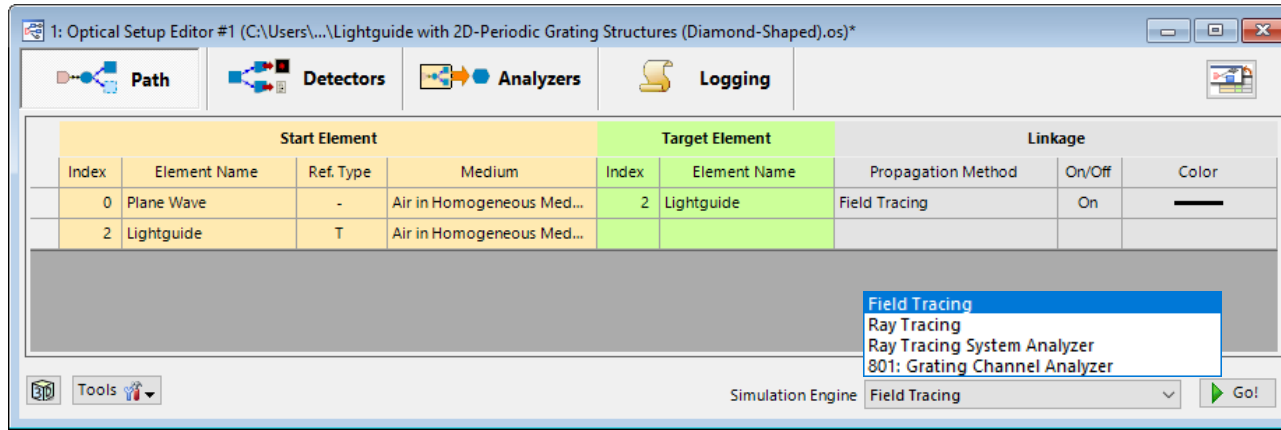 1: Optical Setup Editor #1 (C:\Users\...\Lightguide with 2D-Periodic Grating Structures (Diamond-Shaped).os)*
Path Detectors Analyzers Logging
Start Element Target Element Linkage
Index Element Name Ref. Type Medium Index Element Name Propagation Method On/Off Color
0 Plane Wave - Air in Homogeneous Med... 2 Lightguide Field Tracing On
2 Lightguide T Air in Homogeneous Med...
Field Tracing
Ray Tracing
Ray Tracing System Analyzer
801: Grating Channel Analyzer
3D Tools Simulation Engine Field Tracing Go!